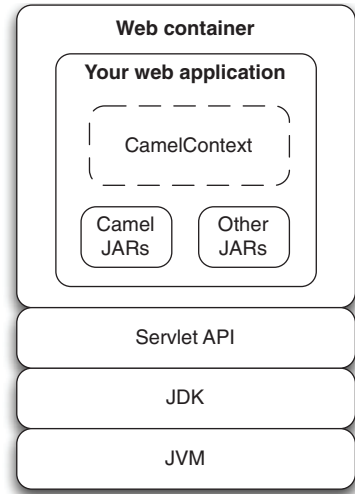 Web container
Your web application
CamelContext
Camel
JARs
Other
JARs
Servlet API
JDK
JVM